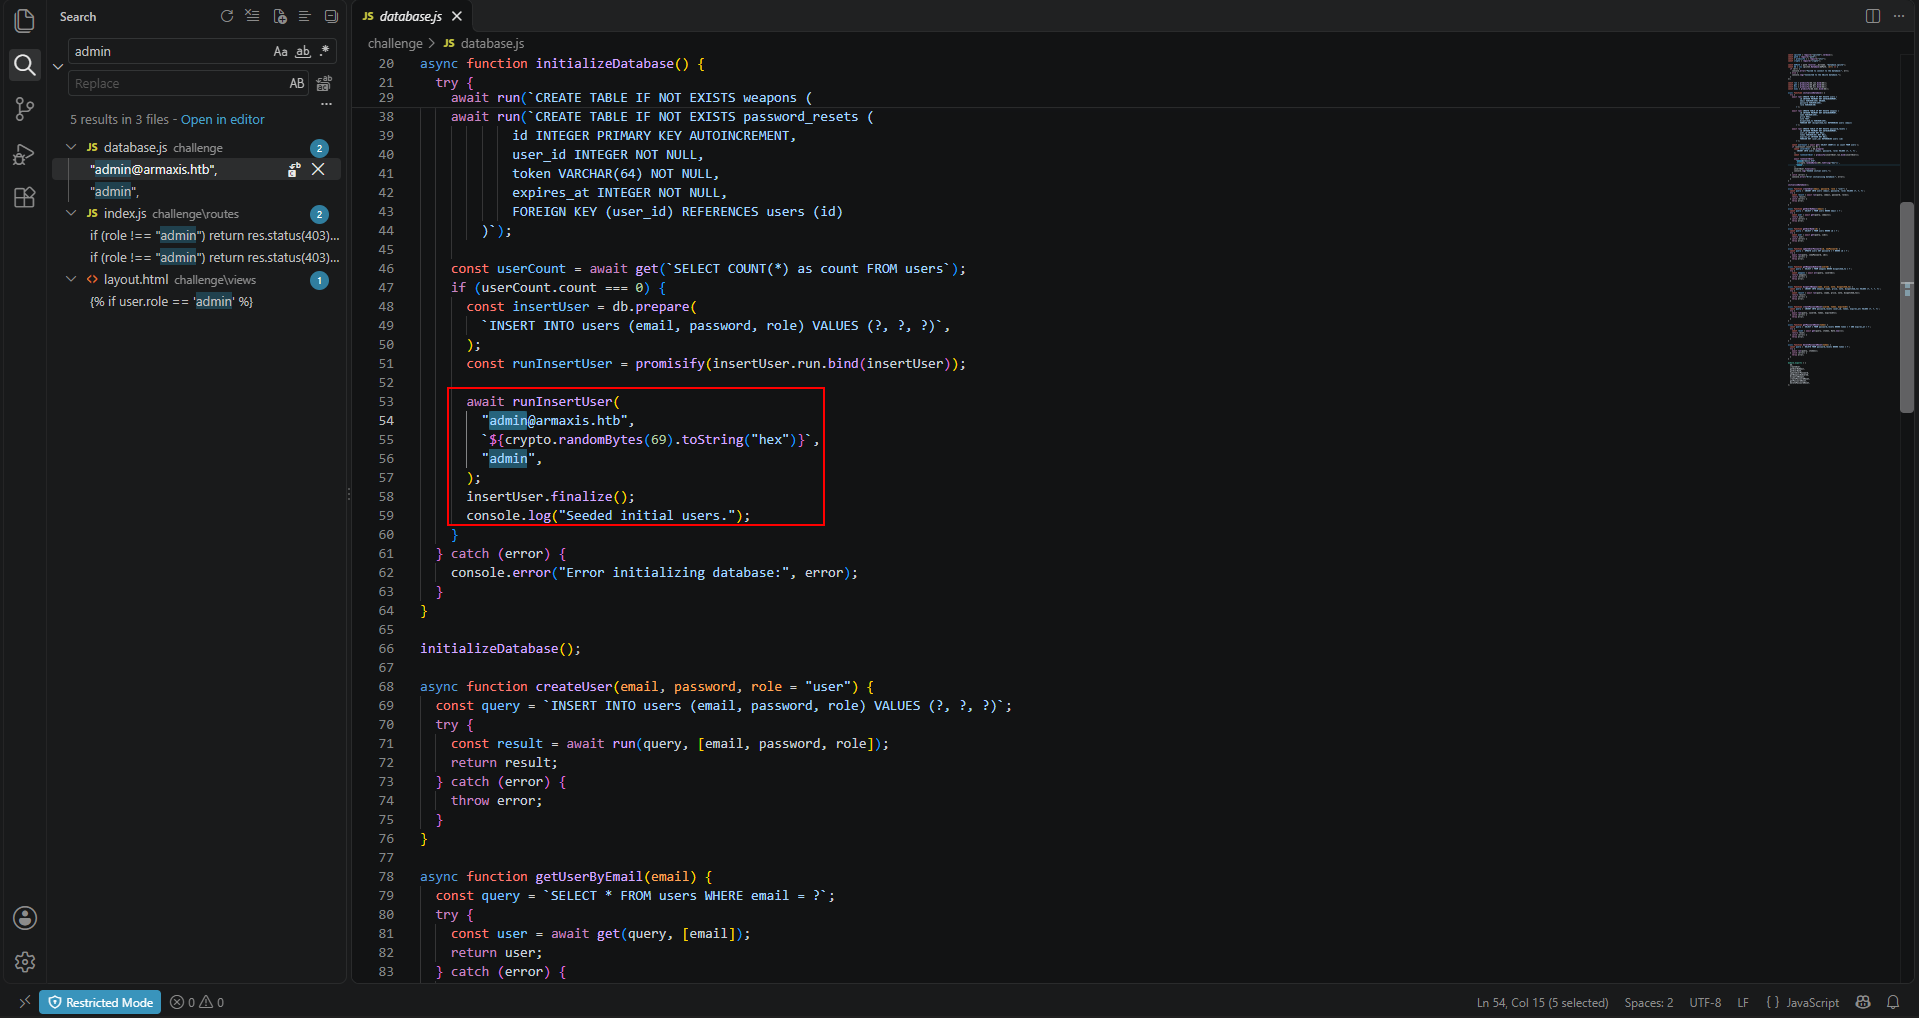 Search
admin
Aa ab .*
Replace
AB
5 results in 3 files - Open in editor
JS database.js challenge 2
"admin@armaxis.htb",
"admin",
JS index.js challenge\routes 2
if (role !== "admin") return res.status(403)...
if (role !== "admin") return res.status(403)...
<> layout.html challenge\views 1
{% if user.role == 'admin' %}
JS database.js
challenge > JS database.js
20 async function initializeDatabase() {
21 try {
29 await run(`CREATE TABLE IF NOT EXISTS weapons (
38 await run(`CREATE TABLE IF NOT EXISTS password_resets (
39 id INTEGER PRIMARY KEY AUTOINCREMENT,
40 user_id INTEGER NOT NULL,
41 token VARCHAR(64) NOT NULL,
42 expires_at INTEGER NOT NULL,
43 FOREIGN KEY (user_id) REFERENCES users (id)
44 )`);
45
46 const userCount = await get(`SELECT COUNT(*) as count FROM users`);
47 if (userCount.count === 0) {
48 const insertUser = db.prepare(
49 `INSERT INTO users (email, password, role) VALUES (?, ?, ?)`,
50 );
51 const runInsertUser = promisify(insertUser.run.bind(insertUser));
52
53 await runInsertUser(
54 "admin@armaxis.htb",
55 `${crypto.randomBytes(69).toString("hex")}`,
56 "admin",
57 );
58 insertUser.finalize();
59 console.log("Seeded initial users.");
60 }
61 } catch (error) {
62 console.error("Error initializing database:", error);
63 }
64 }
65
66 initializeDatabase();
67
68 async function createUser(email, password, role = "user") {
69 const query = `INSERT INTO users (email, password, role) VALUES (?, ?, ?)`;
70 try {
71 const result = await run(query, [email, password, role]);
72 return result;
73 } catch (error) {
74 throw error;
75 }
76 }
77
78 async function getUserByEmail(email) {
79 const query = `SELECT * FROM users WHERE email = ?`;
80 try {
81 const user = await get(query, [email]);
82 return user;
83 } catch (error) {
Restricted Mode 0 0 Ln 54, Col 15 (5 selected) Spaces: 2 UTF-8 LF { } JavaScript